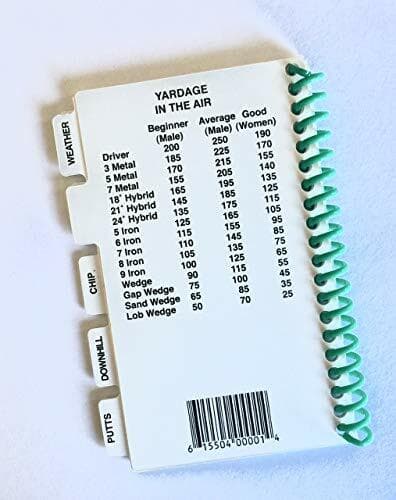 YARDAGE
IN THE AIR
Beginner Average Good
(Male) (Male) (Women)
Driver 200 250 190
3 Metal 185 225 170
5 Metal 170 215 155
7 Metal 155 205 140
18° Hybrid 165 195
21° Hybrid 145 185 125
24° Hybrid 135 175 115
5 Iron 125 165 105
6 Iron 115 155 95
7 Iron 110 145 85
8 Iron 105 135 75
9 Iron 100 125 65
Wedge 90 115 55
Gap Wedge 75 100 45
Sand Wedge 65 85 35
Lob Wedge 50 70 25
WEATHER
CHIP.
DOWNHILL
PUTTS
6 15504 00001 4